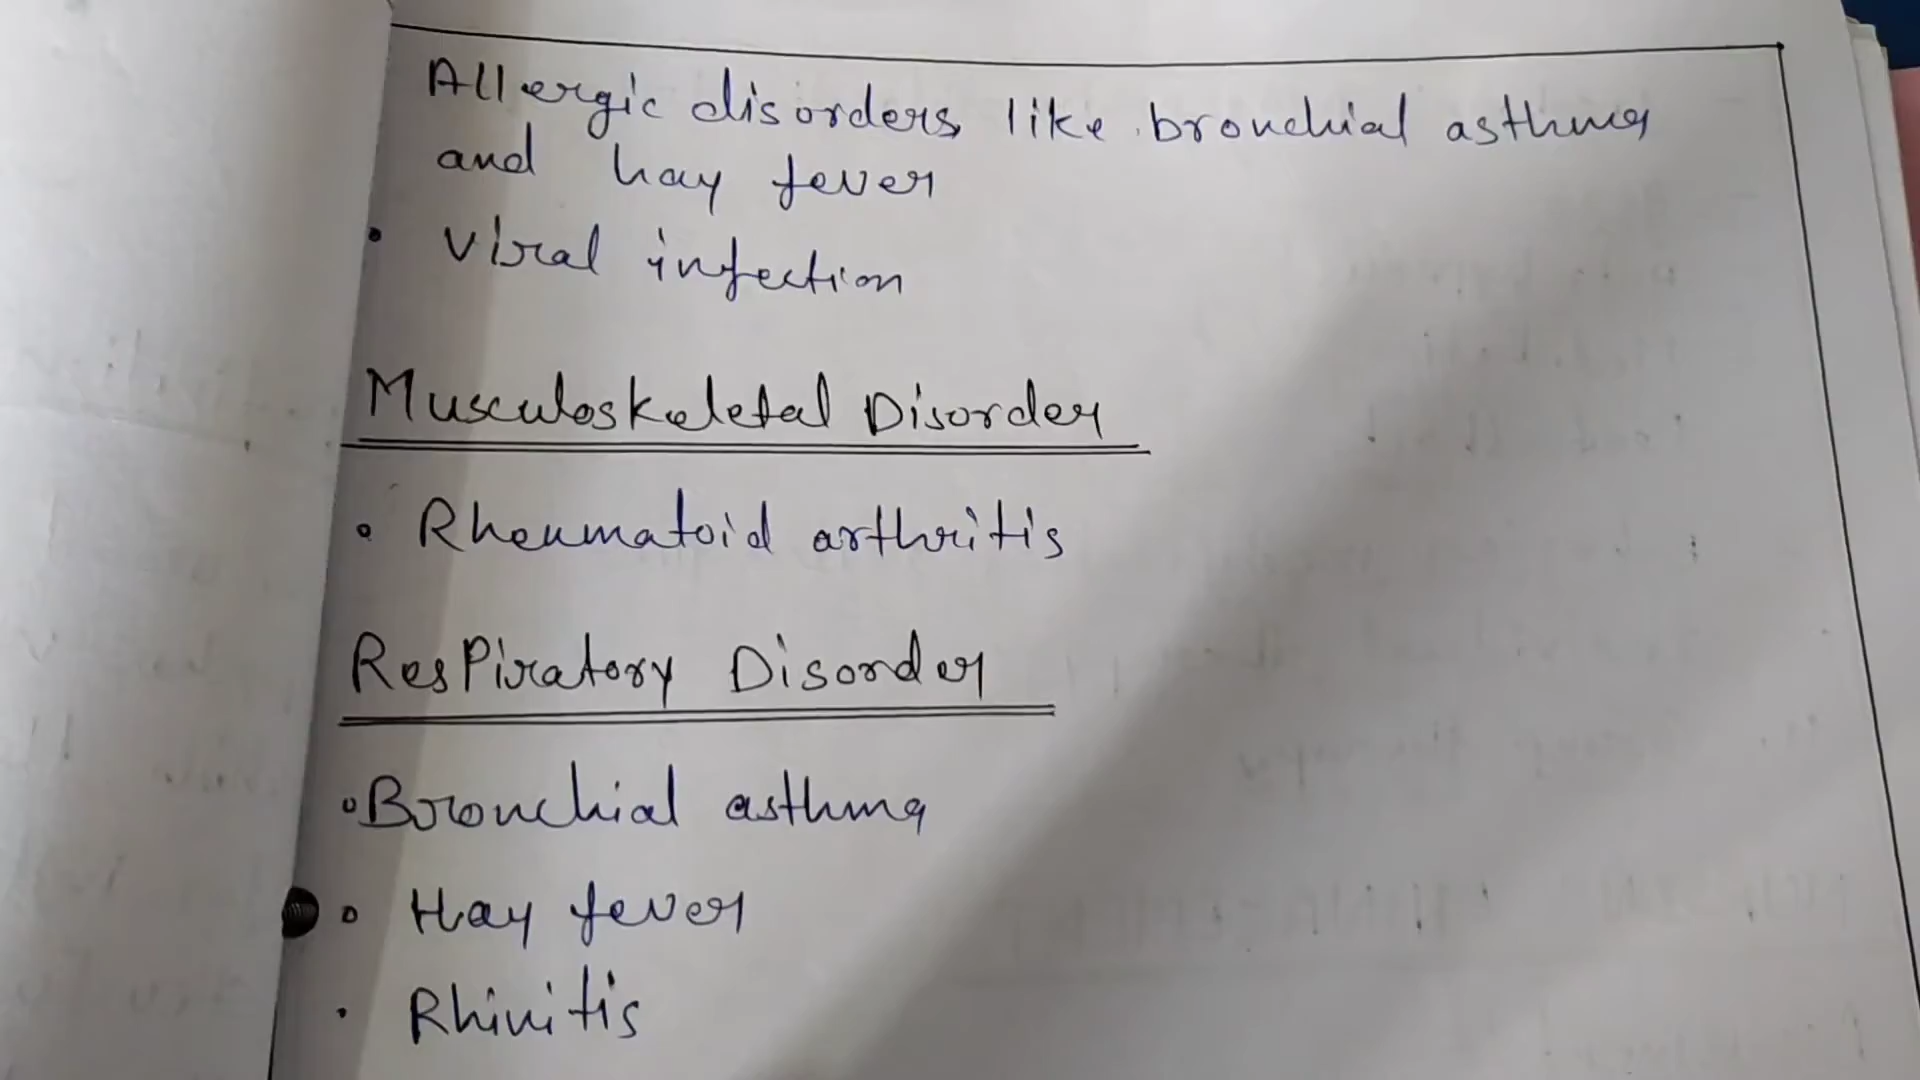 Allergic disorders like bronchial asthma
and hay fever
• Viral infection
Musculoskeletal Disorder
• Rheumatoid arthritis
Respiratory Disorder
• Bronchial asthma
• Hay fever
• Rhinitis